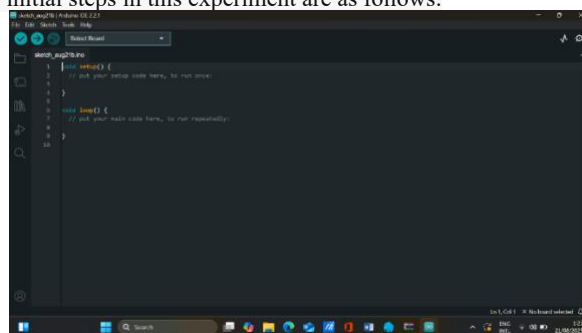 initial steps in this experiment are as follows:
sketch_aug21b | Arduino IDE 2.2.1
File Edit Sketch Tools Help
Select Board
sketch_aug21b.ino
1 void setup() {
2 // put your setup code here, to run once:
3
4 }
5
6 void loop() {
7 // put your main code here, to run repeatedly:
8
9 }
10
Ln 1, Col 1 × No board selected
Search
ENG